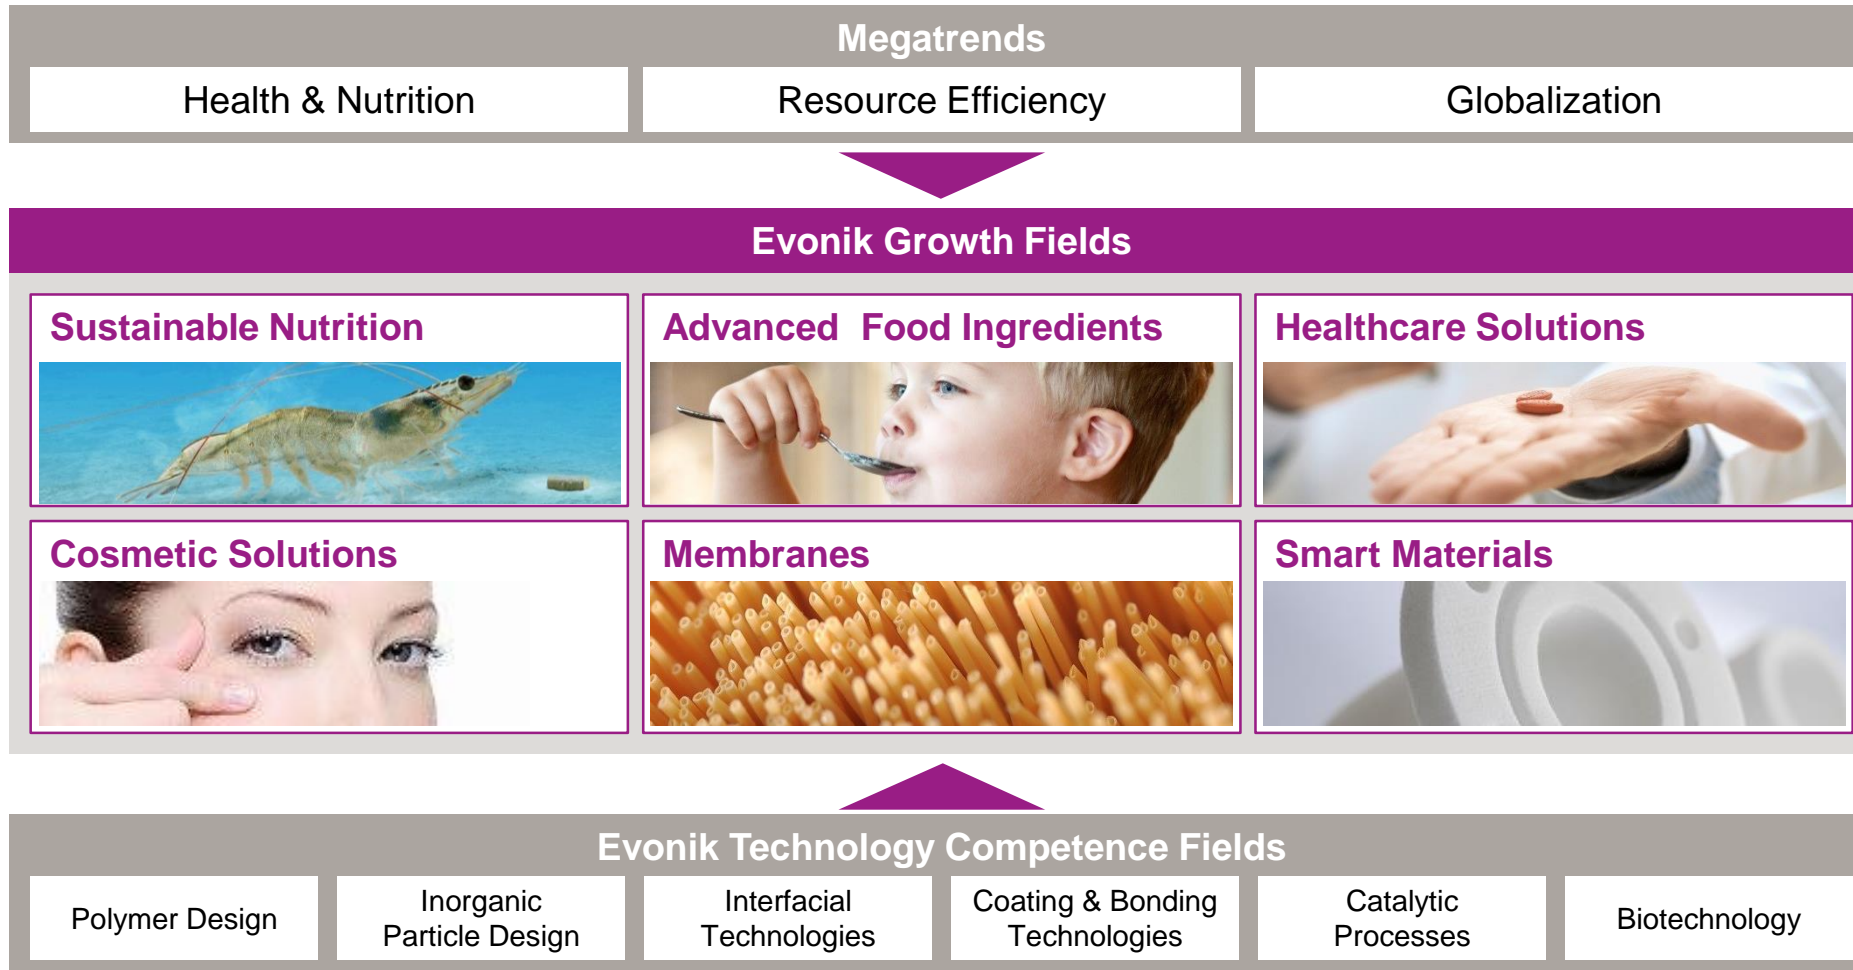 Megatrends
Health & Nutrition
Resource Efficiency
Globalization
Evonik Growth Fields
Sustainable Nutrition
Advanced  Food Ingredients
Healthcare Solutions
Cosmetic Solutions
Membranes
Smart Materials
Evonik Technology Competence Fields
Polymer Design
Inorganic
Particle Design
Interfacial
Technologies
Coating & Bonding
Technologies
Catalytic
Processes
Biotechnology